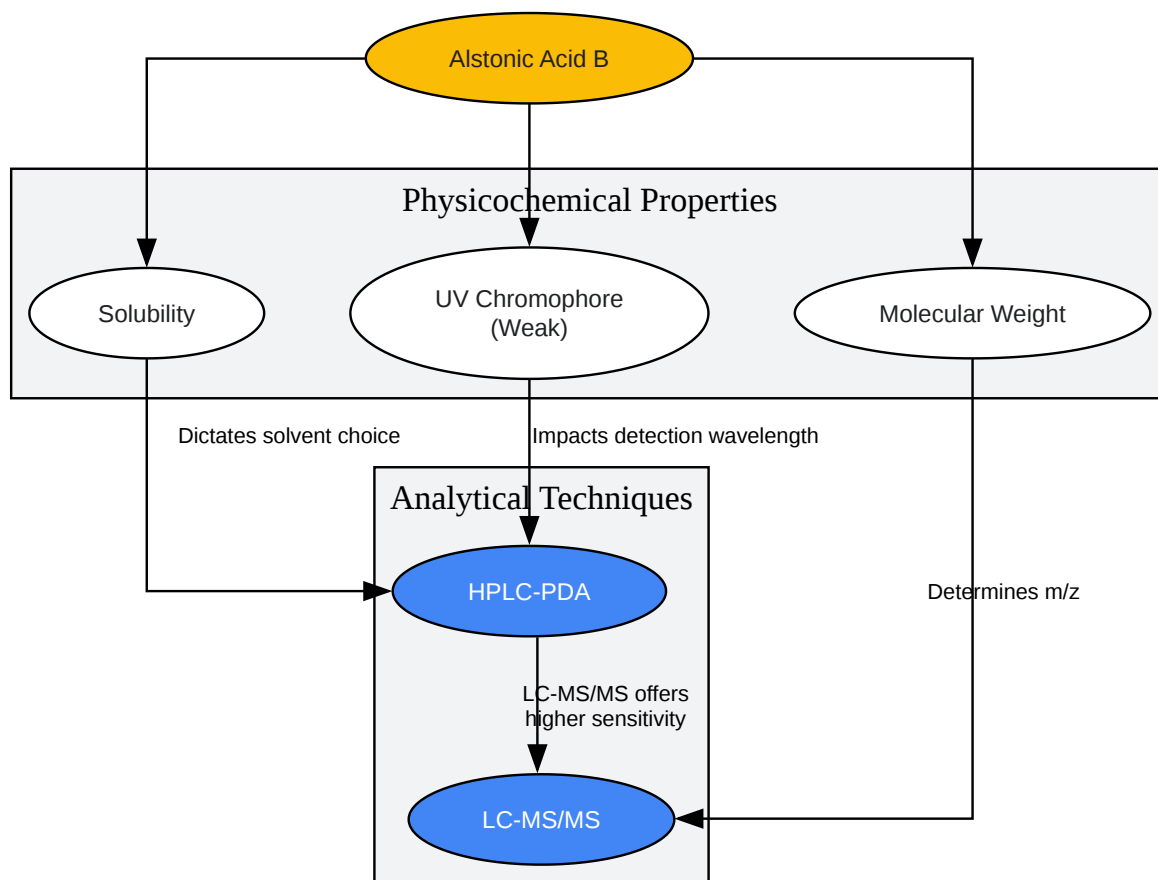 Alstonic Acid B
Physicochemical Properties
Solubility
UV Chromophore
(Weak)
Molecular Weight
Dictates solvent choice
Impacts detection wavelength
Analytical Techniques
HPLC-PDA
Determines m/z
LC-MS/MS offers
higher sensitivity
LC-MS/MS